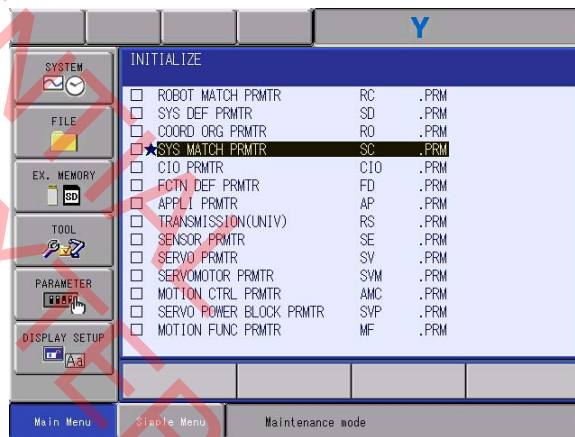 Y
SYSTEM
FILE
EX. MEMORY
SD
TOOL
PARAMETER
DISPLAY SETUP
Aa
INITIALIZE
ROBOT MATCH PRMTR RC .PRM
SYS DEF PRMTR SD .PRM
COORD ORG PRMTR RO .PRM
★SYS MATCH PRMTR SC .PRM
CIO PRMTR CIO .PRM
FCTN DEF PRMTR FD .PRM
APPLI PRMTR AP .PRM
TRANSMISSION(UNIV) RS .PRM
SENSOR PRMTR SE .PRM
SERVO PRMTR SV .PRM
SERVOMOTOR PRMTR SVM .PRM
MOTION CTRL PRMTR AMC .PRM
SERVO POWER BLOCK PRMTR SVP .PRM
MOTION FUNC PRMTR MF .PRM
Main Menu
Simple Menu
Maintenance mode